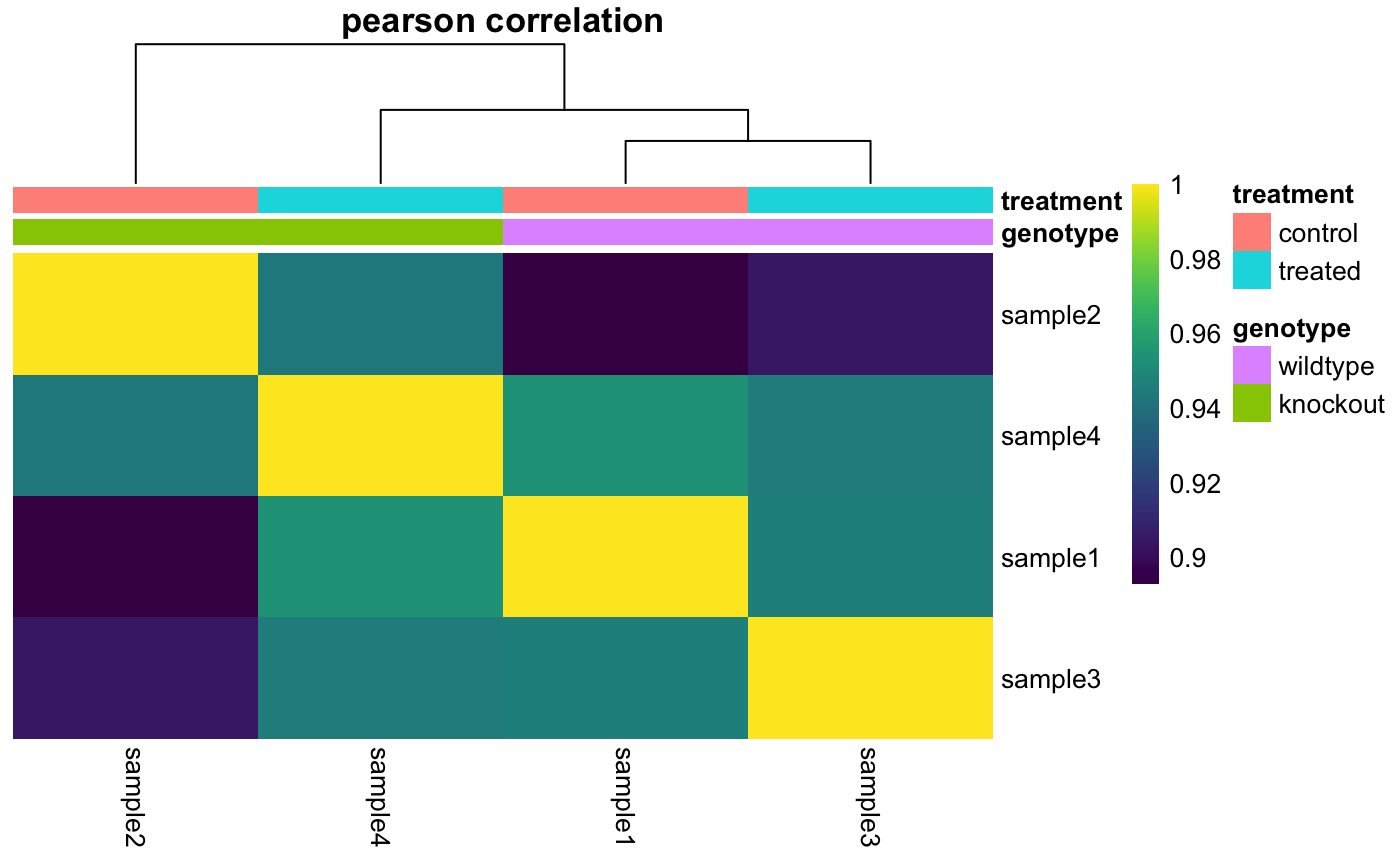 pearson correlation
treatment
genotype
sample2
sample4
sample1
sample3
sample2
sample4
sample1
sample3
1
0.98
0.96
0.94
0.92
0.9
treatment
control
treated
genotype
wildtype
knockout